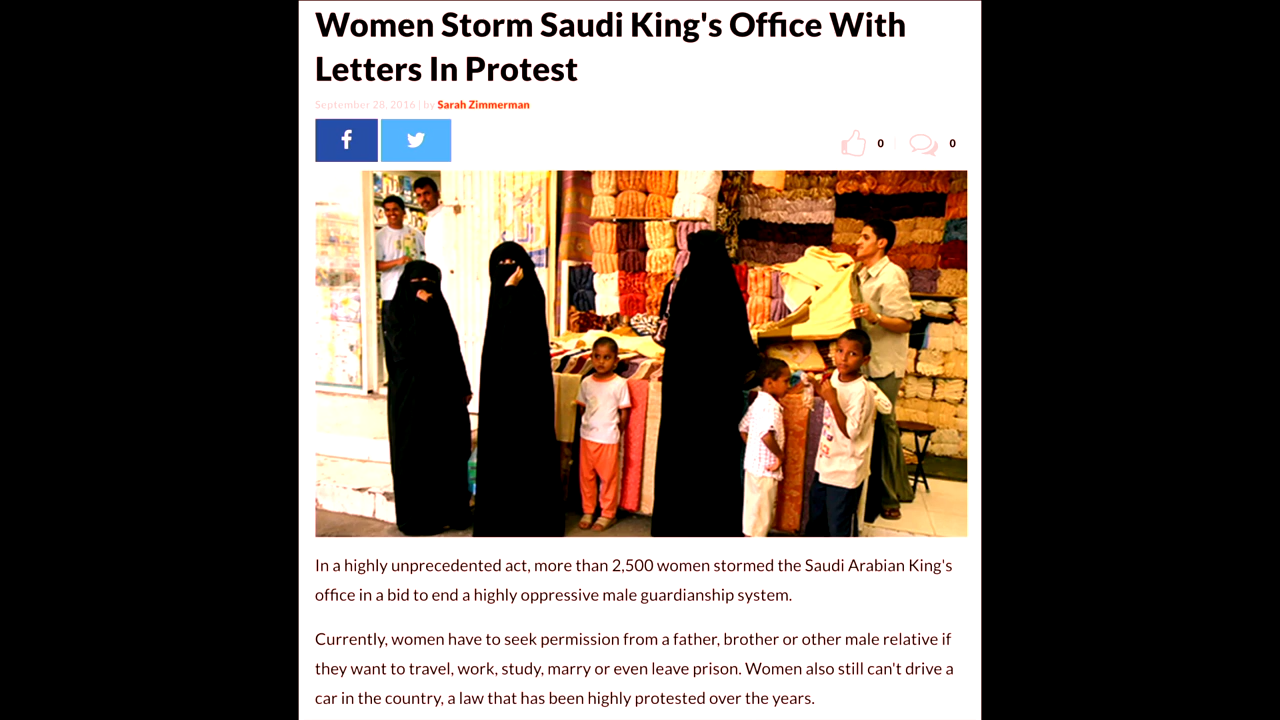 Women Storm Saudi King's Office With
Letters In Protest
September 28, 2016 | by Sarah Zimmerman
0
0
In a highly unprecedented act, more than 2,500 women stormed the Saudi Arabian King's
office in a bid to end a highly oppressive male guardianship system.
Currently, women have to seek permission from a father, brother or other male relative if
they want to travel, work, study, marry or even leave prison. Women also still can't drive a
car in the country, a law that has been highly protested over the years.